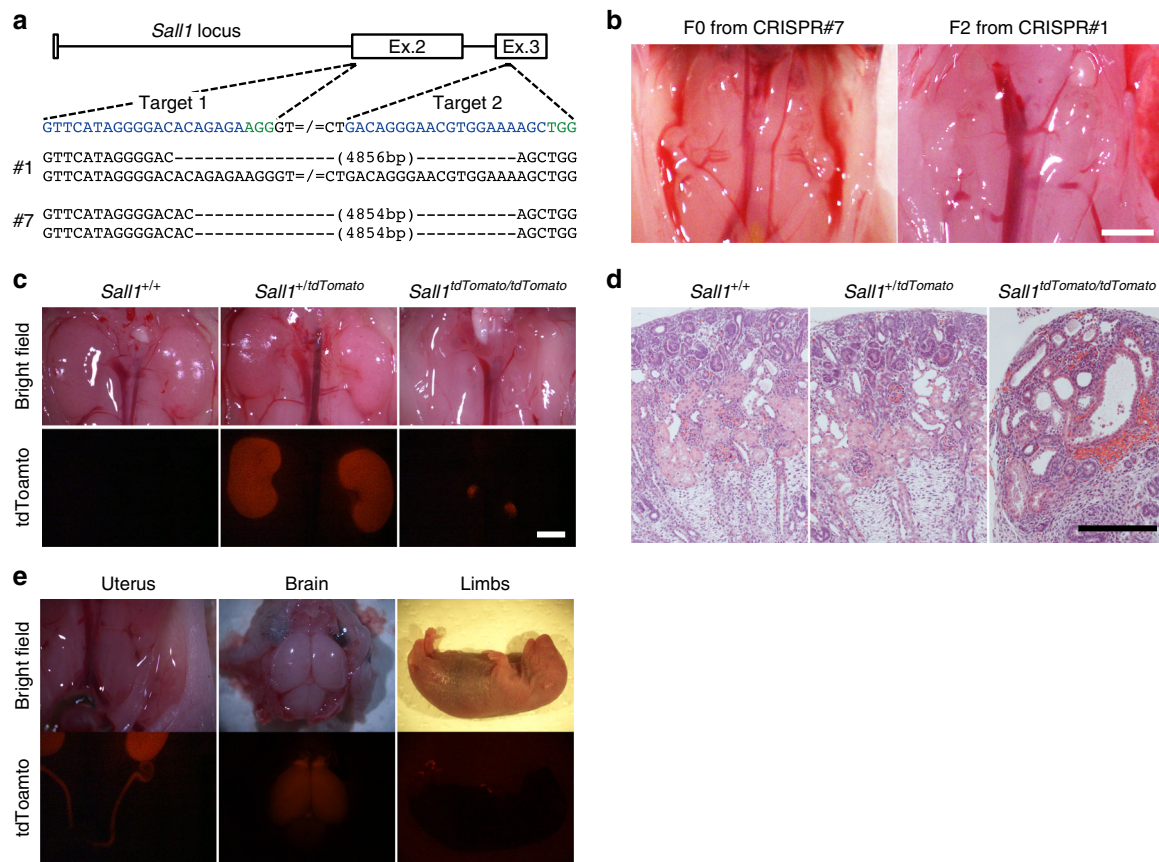 a
Sall1 locus
Ex.2
Ex.3
Target 1
Target 2
GTTCATAGGGGACACAGAGAAGGGT=/=CTGACAGGGAACGTGGAAAAGCTGG
#1
GTTCATAGGGGAC---------------(4856bp)----------AGCTGG
GTTCATAGGGGACACAGAGAAGGGT=/=CTGACAGGGAACGTGGAAAAGCTGG
#7
GTTCATAGGGGACAC-------------(4854bp)----------AGCTGG
GTTCATAGGGGACAC-------------(4854bp)----------AGCTGG
b
F0 from CRISPR#7
F2 from CRISPR#1
c
Sall1+/+
Sall1+/tdTomato
Sall1tdTomato/tdTomato
Bright field
tdToamto
d
Sall1+/+
Sall1+/tdTomato
Sall1tdTomato/tdTomato
e
Uterus
Brain
Limbs
Bright field
tdToamto